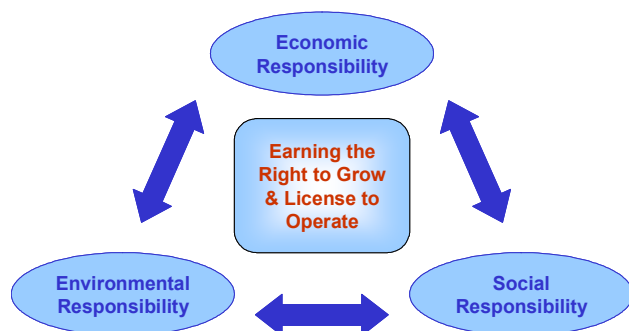 Economic
Responsibility
Earning the
Right to Grow
& License to
Operate
Environmental
Responsibility
Social
Responsibility